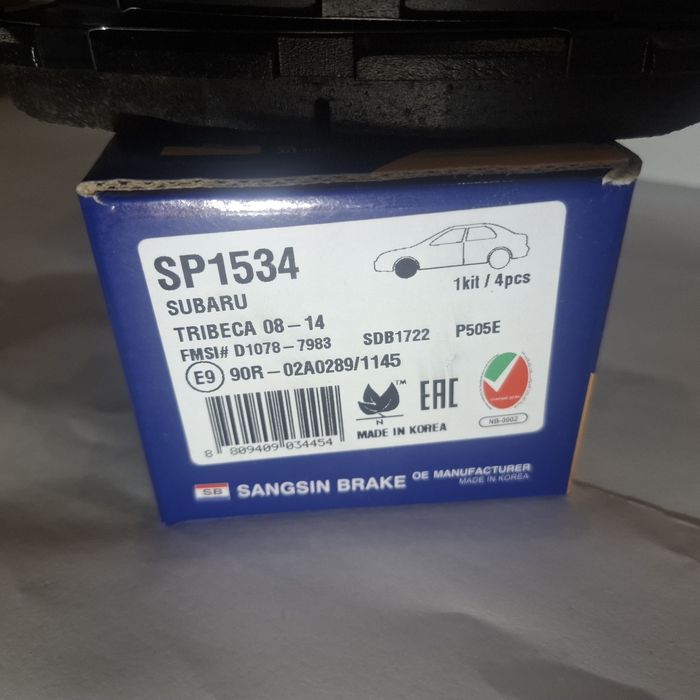 SP1534
1kit / 4pcs
SUBARU
TRIBECA 08-14
FMSI# D1078-7983 SDB1722 P505E
E9 90R-02A0289/1145
TM
N
EAC
NB-0002
MADE IN KOREA
8 809409 034454
SB SANGSIN BRAKE OE MANUFACTURER
MADE IN KOREA